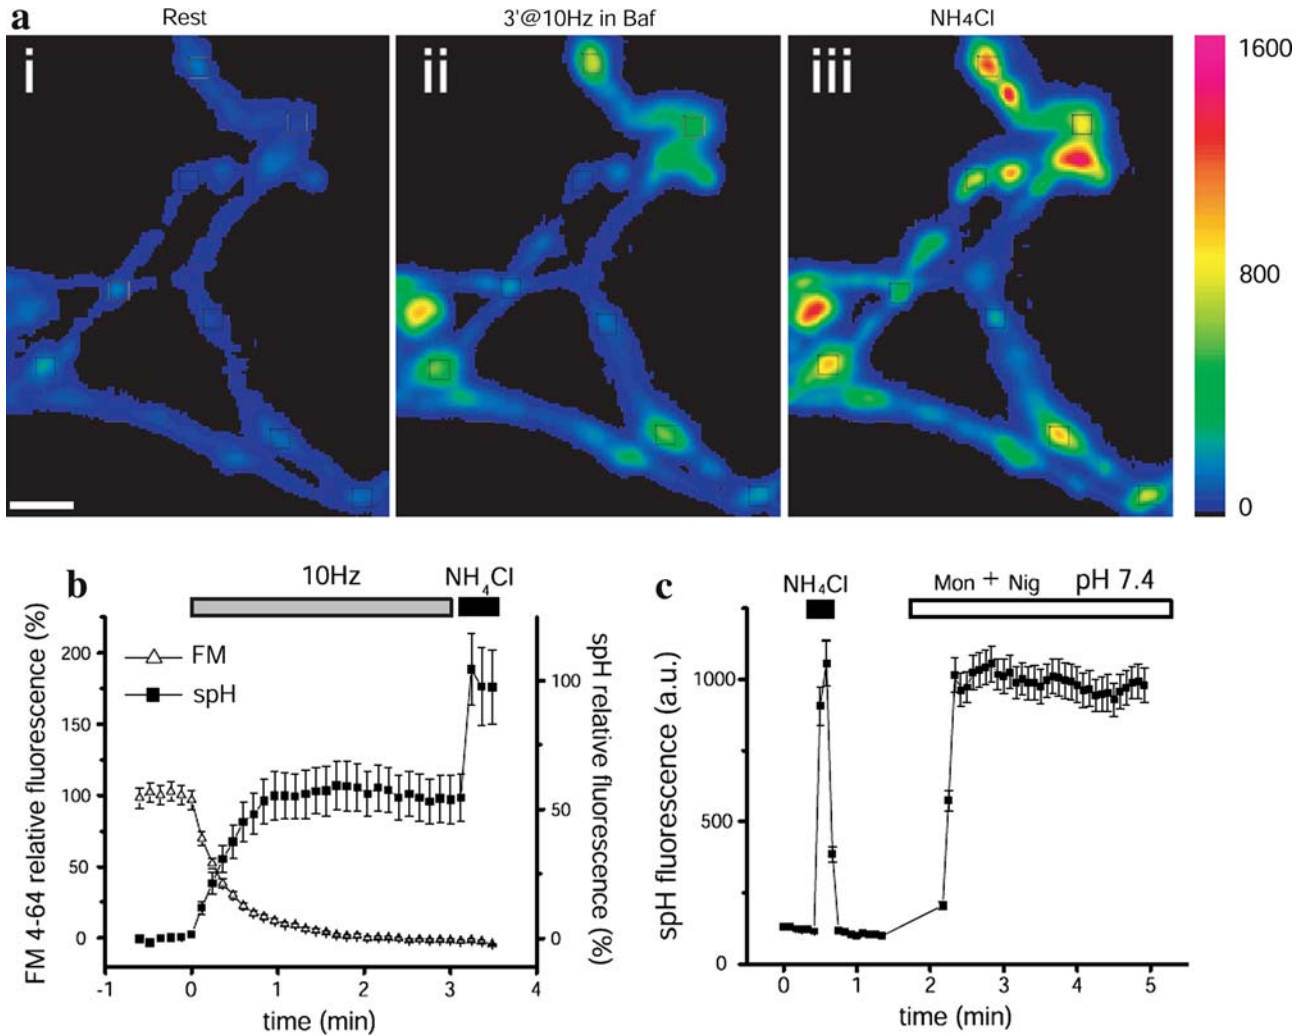 a
Rest
3'@10Hz in Baf
NH4Cl
i
ii
iii
1600
800
0
b
10Hz
NH4Cl
FM 4-64 relative fluorescence (%)
200
150
100
50
0
FM
spH
100
50
0
spH relative fluorescence (%)
-1
0
1
2
3
4
time (min)
c
NH4Cl
Mon + Nig
pH 7.4
spH fluorescence (a.u.)
1000
500
0
0
1
2
3
4
5
time (min)